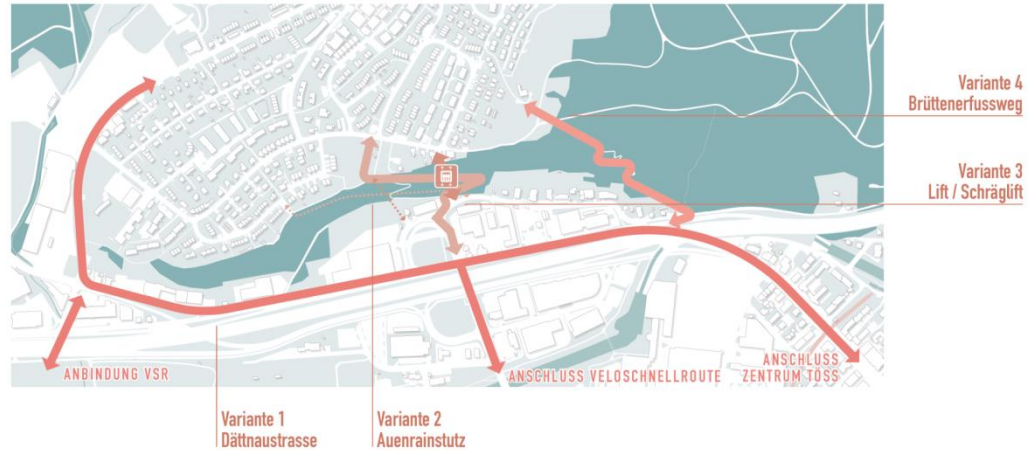 Variante 4
Brüttenerfussweg
Variante 3
Lift / Schräglift
ANBINDUNG VSR
ANSCHLUSS VELOSCHNELLROUTE
ANSCHLUSS
ZENTRUM TÖSS
Variante 1
Dättnaustrasse
Variante 2
Auenrainstutz